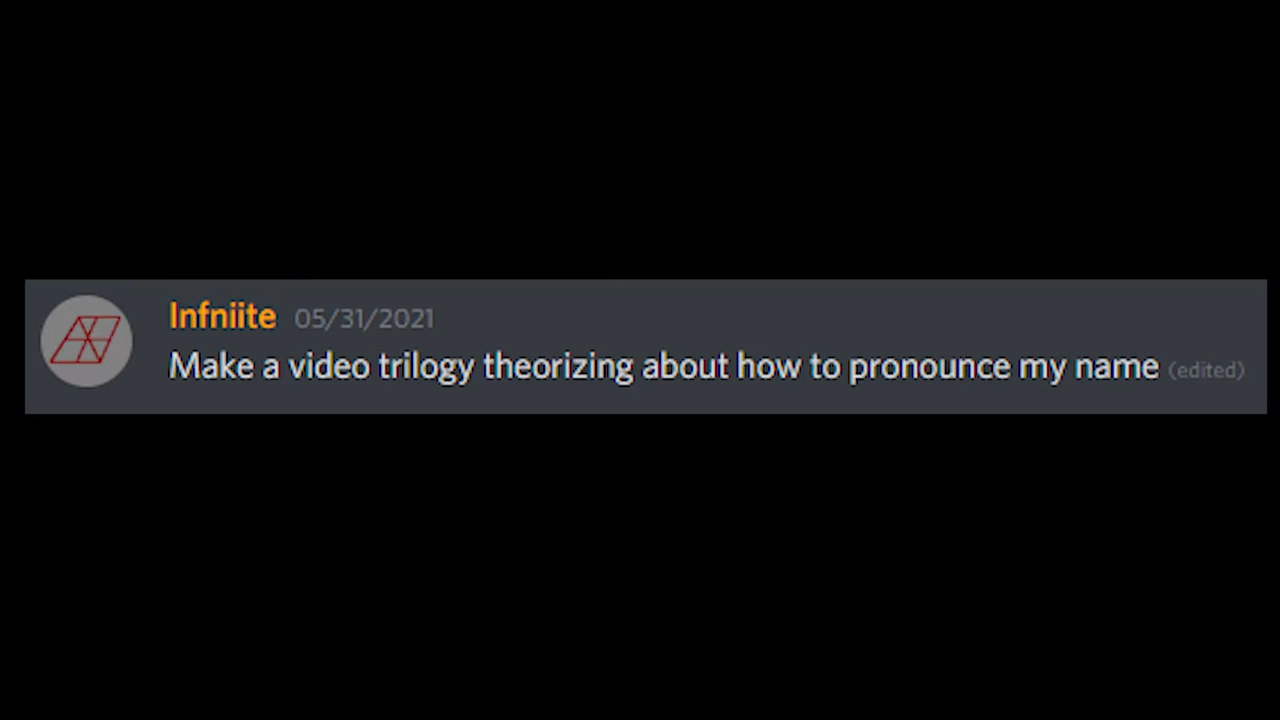 Infniite 05/31/2021
Make a video trilogy theorizing about how to pronounce my name (edited)